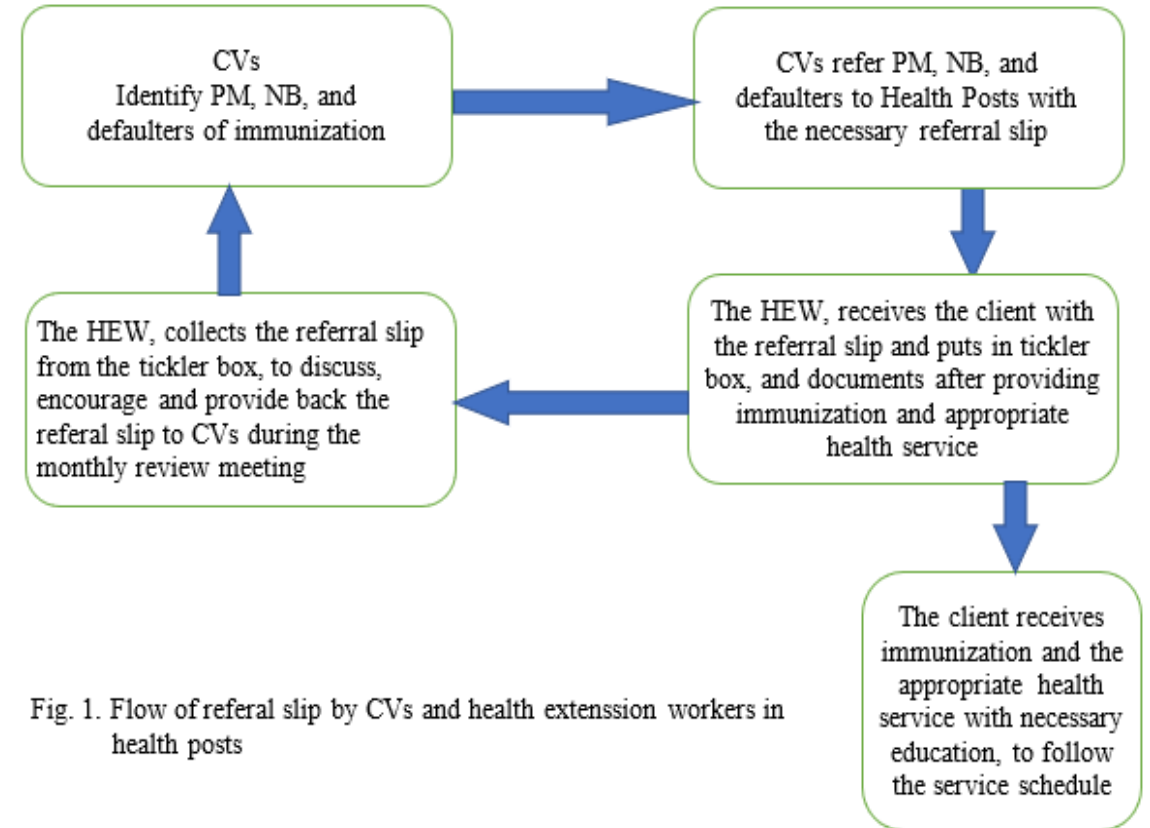 CVs
Identify PM, NB, and
defaulters of immunization
CVs refer PM, NB, and
defaulters to Health Posts with
the necessary referral slip
The HEW, receives the client with
the referral slip and puts in tickler
box, and documents after providing
immunization and appropriate
health service
The HEW, collects the referral slip
from the tickler box, to discuss,
encourage and provide back the
referal slip to CVs during the
monthly review meeting
The client receives
immunization and the
appropriate health
service with necessary
education, to follow
the service schedule
Fig. 1. Flow of referal slip by CVs and health extenssion workers in
health posts